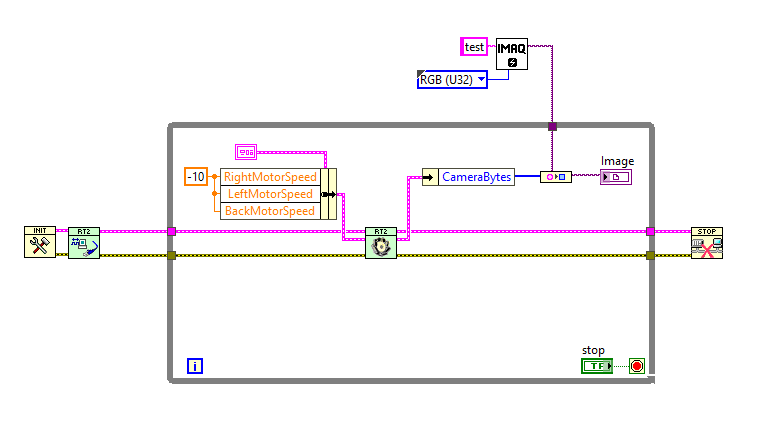 test
IMAQ
RGB (U32)
Image
-10
RightMotorSpeed
LeftMotorSpeed
BackMotorSpeed
CameraBytes
INIT
RT2
RT2
STOP
i
stop
TF